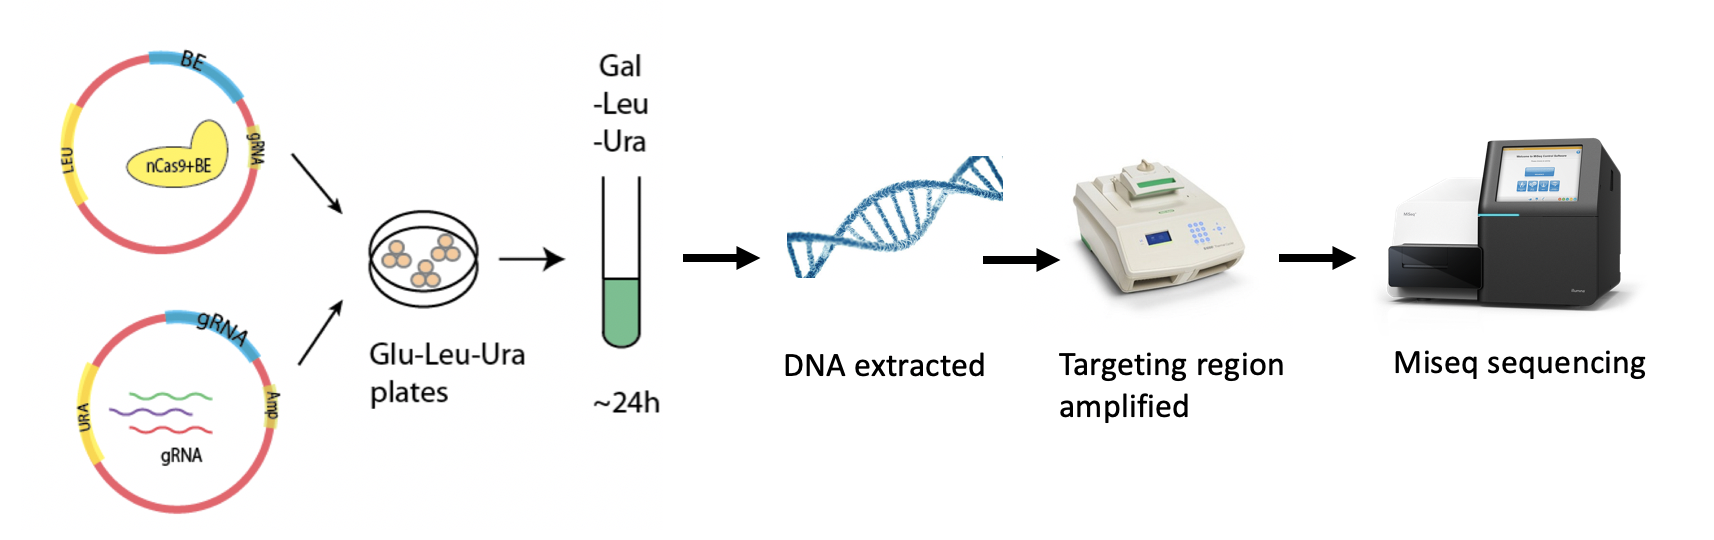 BE
LEU
nCas9+BE
gRNA
gRNA
URA
Amp
gRNA
Glu-Leu-Ura
plates
Gal
-Leu
-Ura
~24h
DNA extracted
Targeting region
amplified
Miseq sequencing